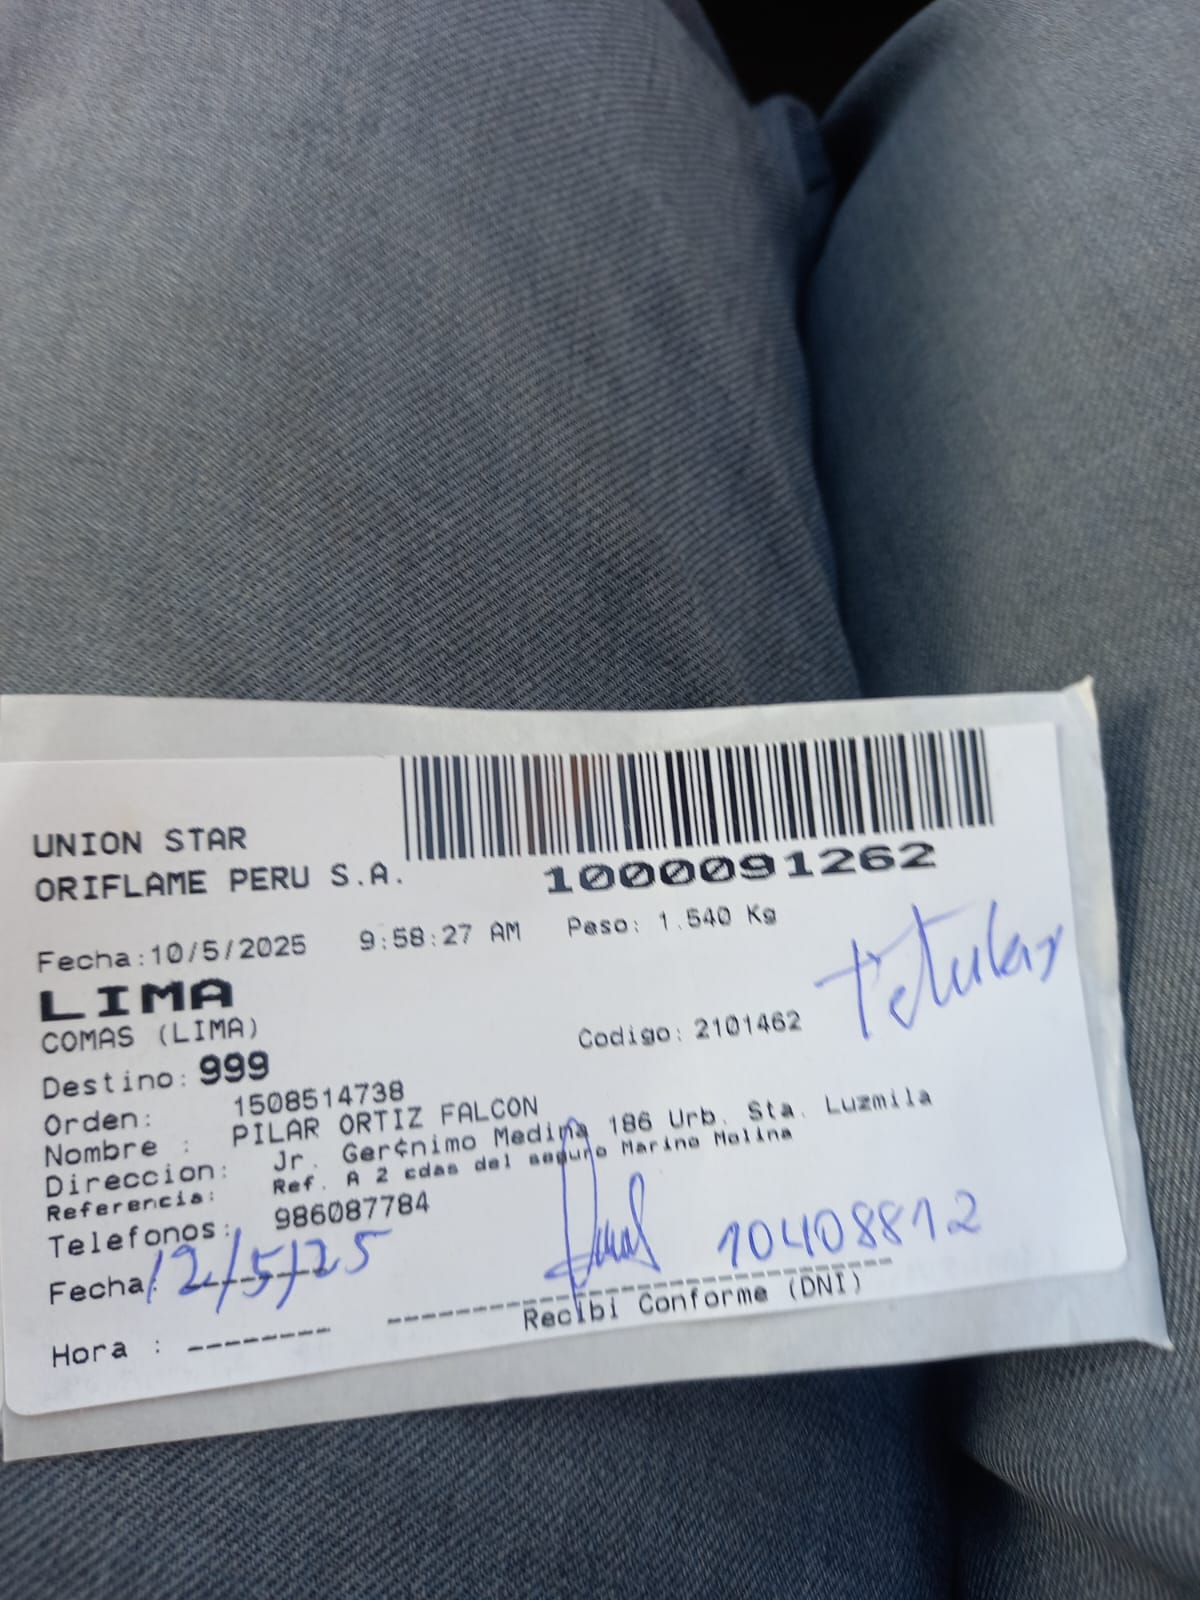 UNION STAR
ORIFLAME PERU S.A.
1000091262
Fecha:10/5/2025 9:58:27 AM Peso: 1.540 Kg
LIMA
COMAS (LIMA)
Codigo: 2101462
titular
Destino: 999
Orden: 1508514738
Nombre : PILAR ORTIZ FALCON
Direccion: Jr. Ger¢nimo Medina 186 Urb. Sta. Luzmila
Referencia: Ref. A 2 cdas del seguro Marino Molina
Telefonos: 986087784
Fecha: 12/5/25
10408812
Hora : --------
Recibi Conforme (DNI)